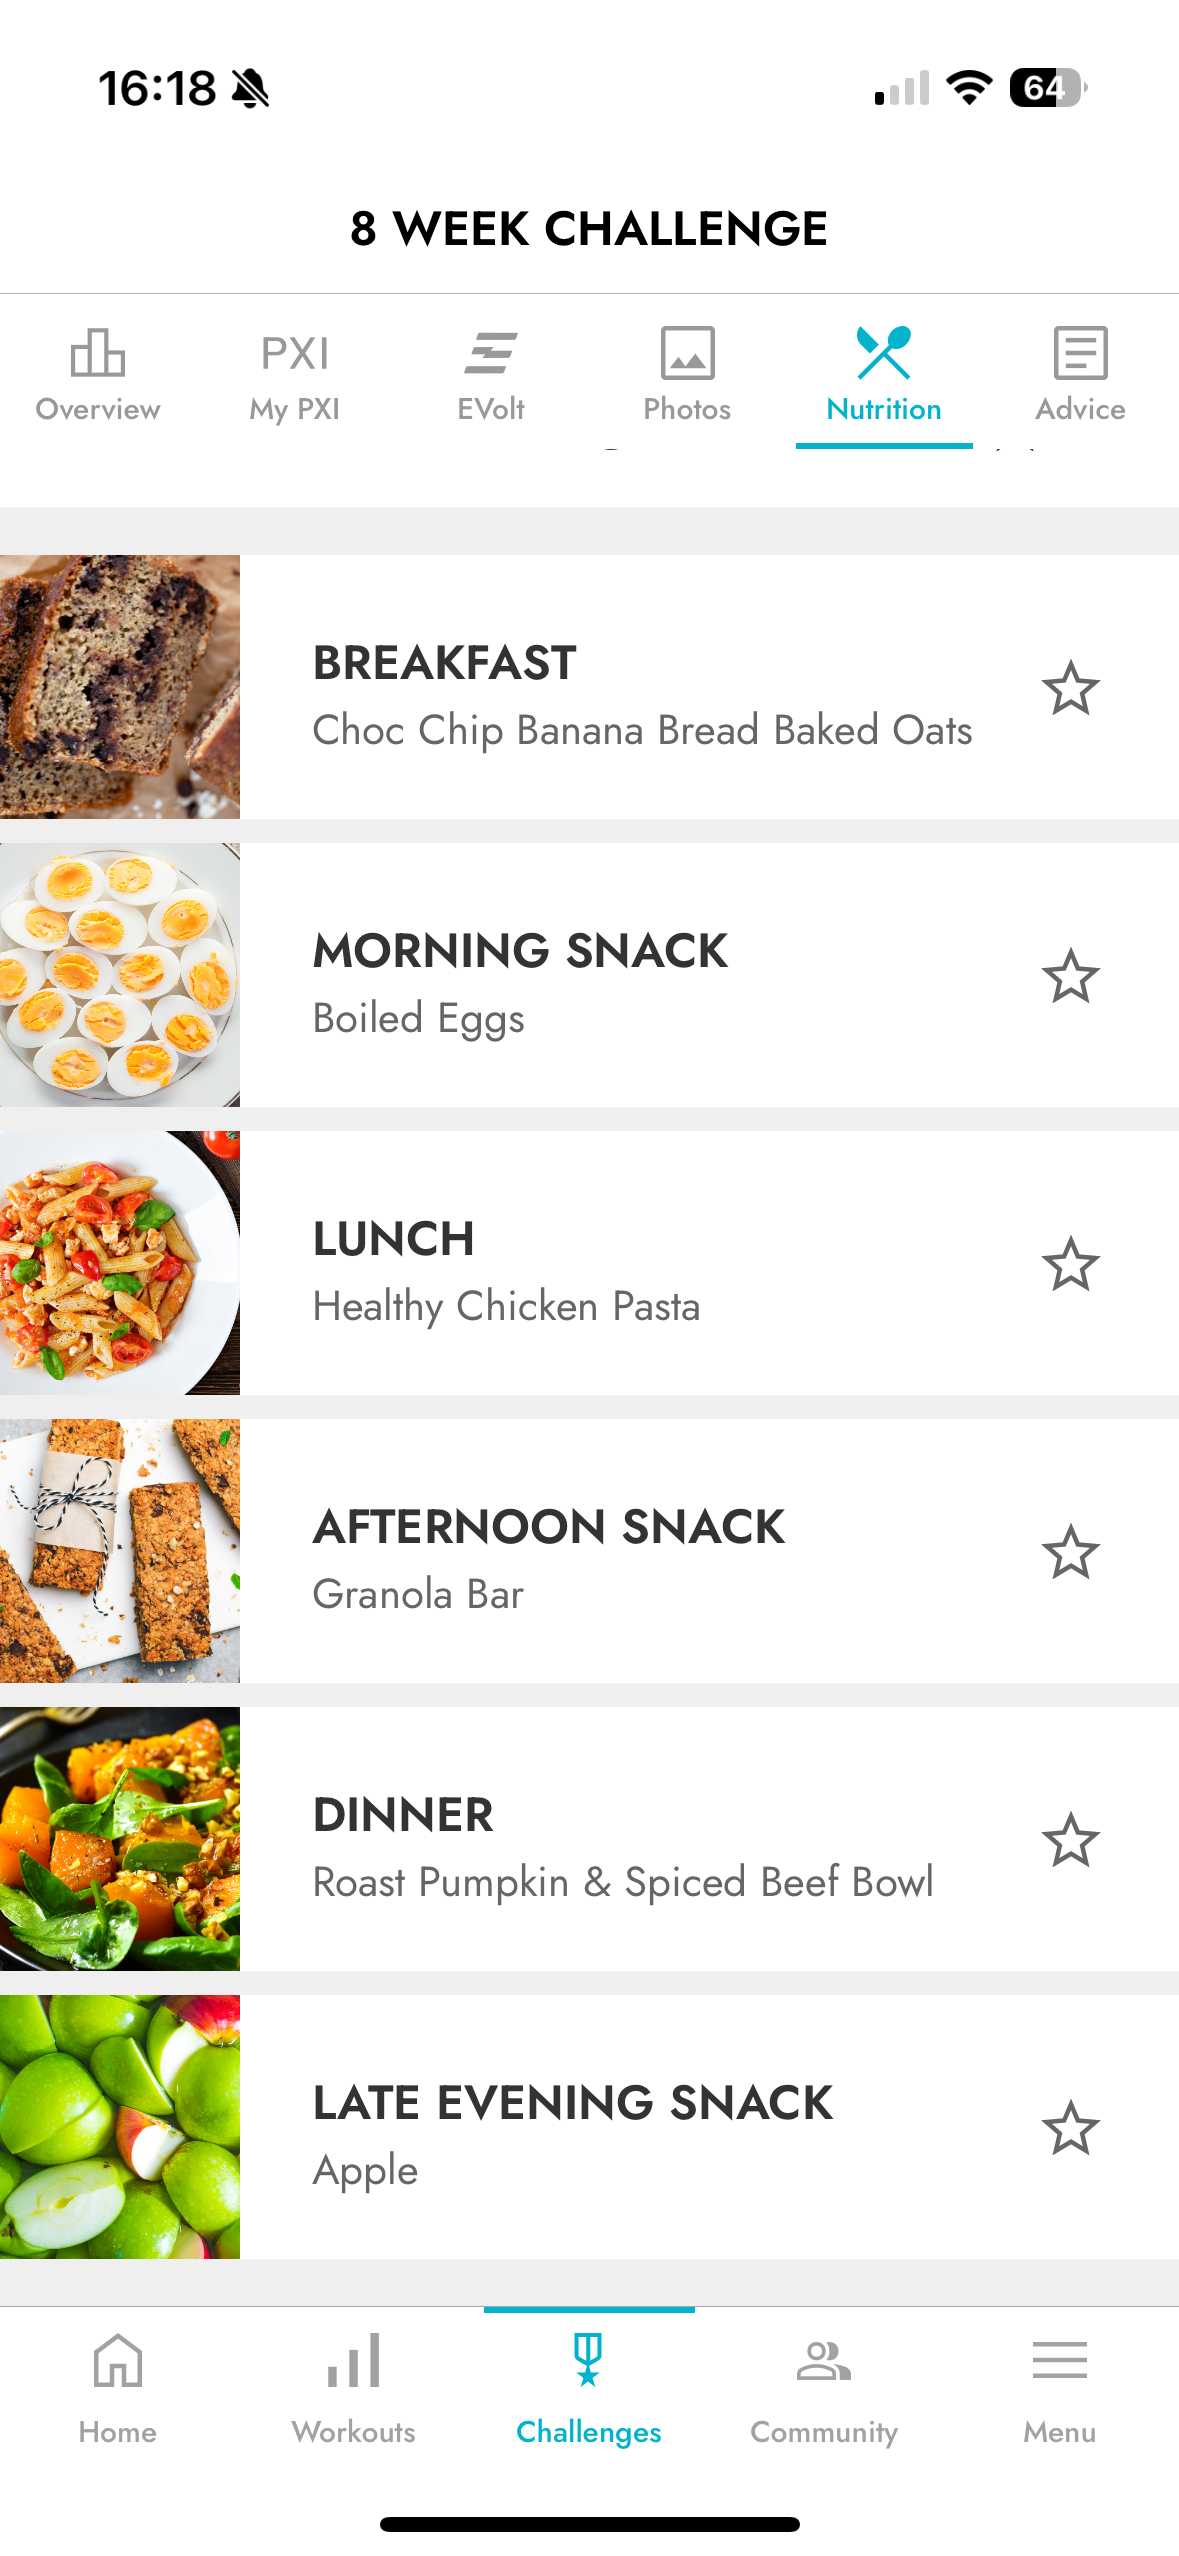 16:18
64
8 WEEK CHALLENGE
PXI
Overview
My PXI
EVolt
Photos
Nutrition
Advice
BREAKFAST
Choc Chip Banana Bread Baked Oats
MORNING SNACK
Boiled Eggs
LUNCH
Healthy Chicken Pasta
AFTERNOON SNACK
Granola Bar
DINNER
Roast Pumpkin & Spiced Beef Bowl
LATE EVENING SNACK
Apple
Home
Workouts
Challenges
Community
Menu